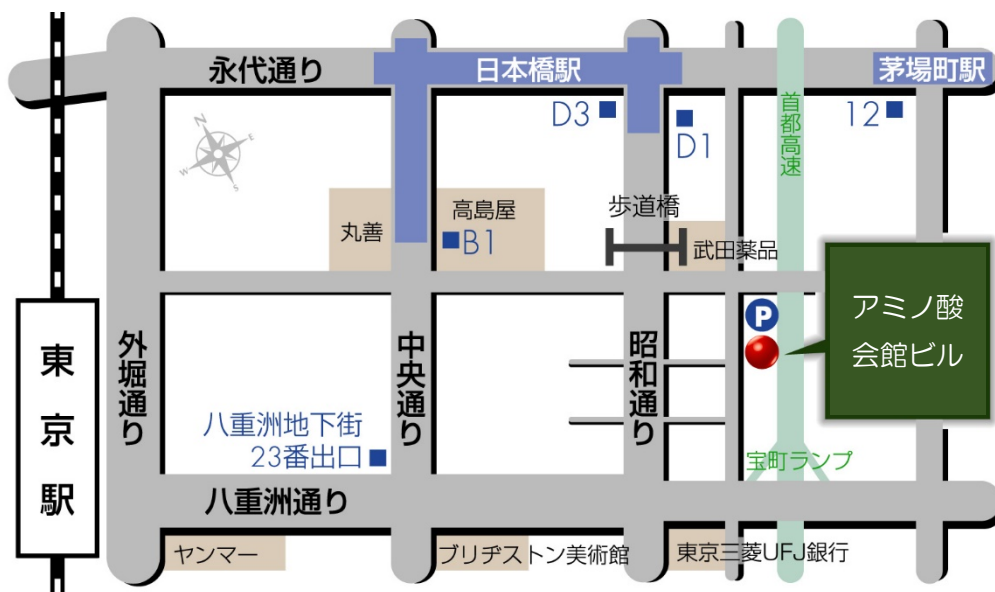 永代通り
日本橋駅
茅場町駅
D3
D1
12
首都高速
N
E
W
S
丸善
高島屋
B1
歩道橋
武田薬品
東京駅
外堀通り
中央通り
昭和通り
P
アミノ酸
会館ビル
八重洲地下街
23番出口
宝町ランプ
八重洲通り
ヤンマー
ブリヂストン美術館
東京三菱UFJ銀行